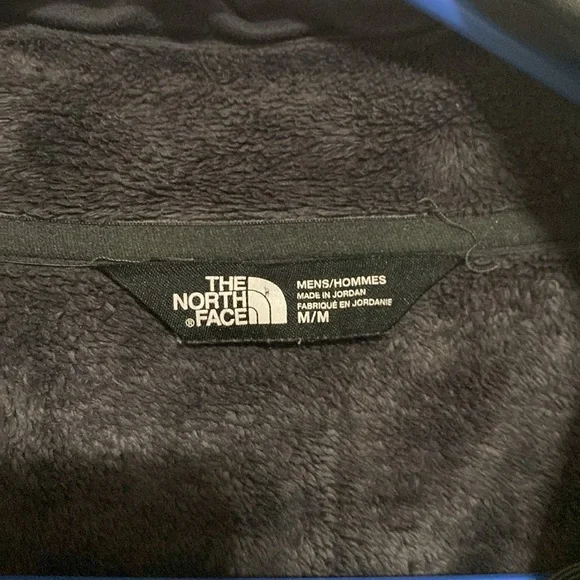 THE
NORTH
®FACE
MENS/HOMMES
MADE IN JORDAN
FABRIQUÉ EN JORDANIE
M/M